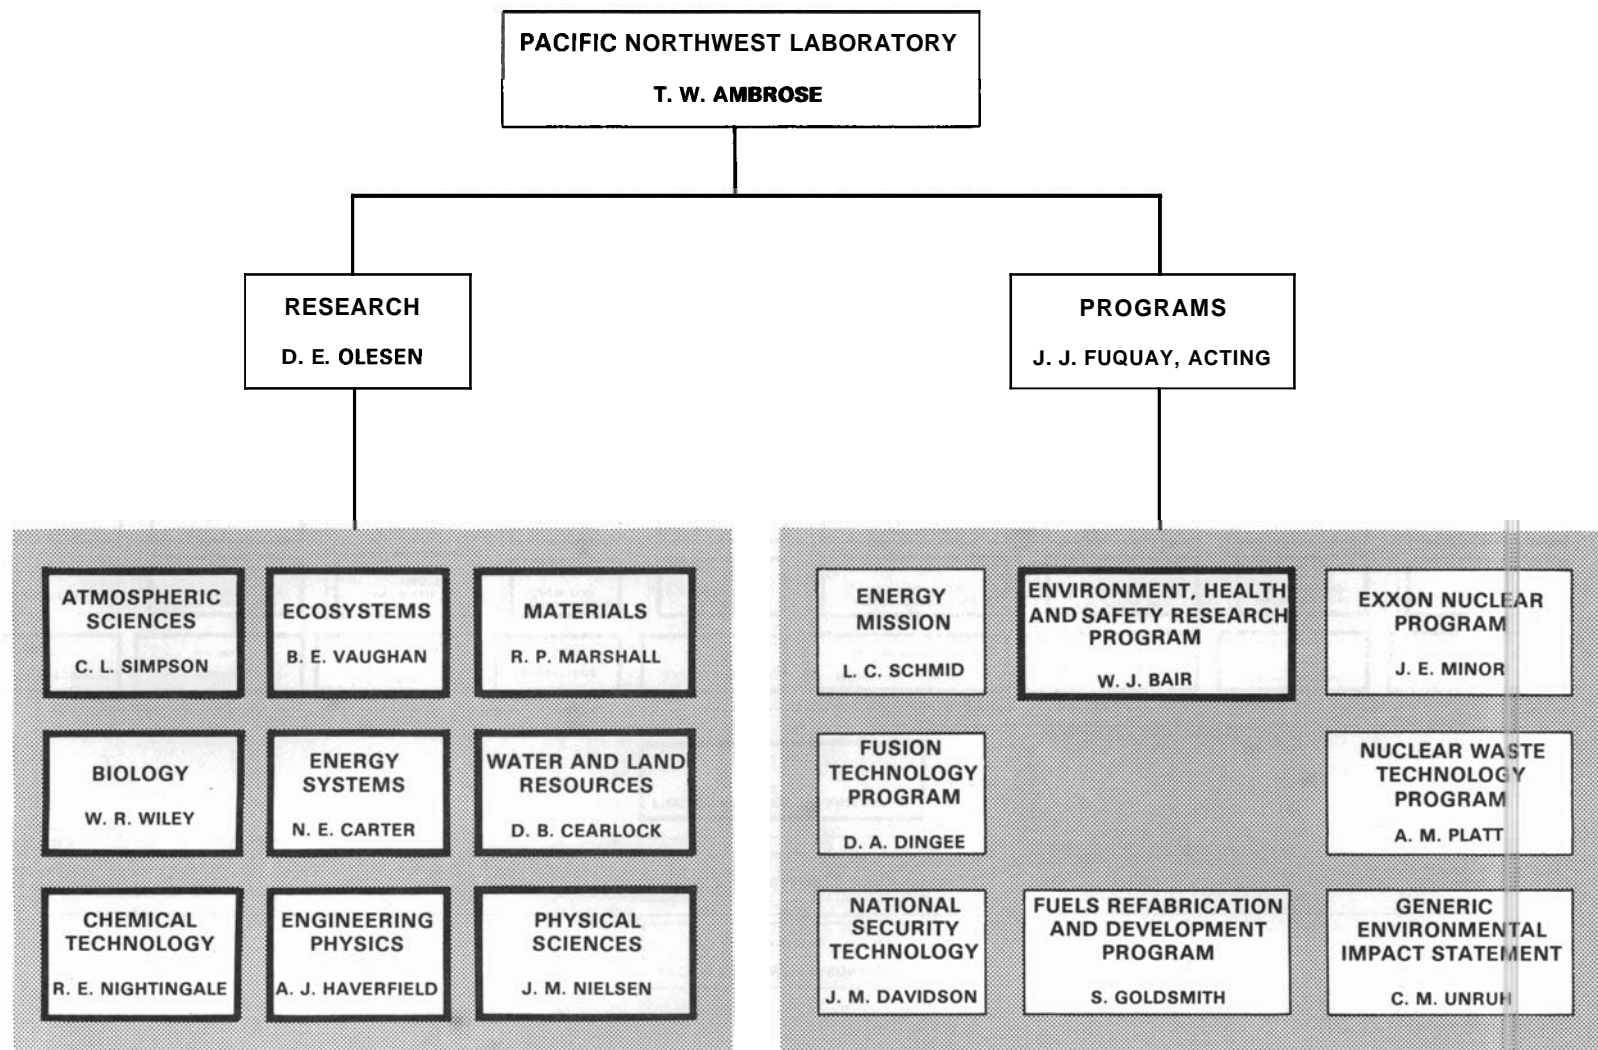 PACIFIC NORTHWEST LABORATORY
T. W. AMBROSE
RESEARCH
D. E. OLESEN
PROGRAMS
J. J. FUQUAY, ACTING
ATMOSPHERIC
SCIENCES
C. L. SIMPSON
ECOSYSTEMS
B. E. VAUGHAN
MATERIALS
R. P. MARSHALL
BIOLOGY
W. R. WILEY
ENERGY
SYSTEMS
N. E. CARTER
WATER AND LAND
RESOURCES
D. B. CEARLOCK
CHEMICAL
TECHNOLOGY
R. E. NIGHTINGALE
ENGINEERING
PHYSICS
A. J. HAVERFIELD
PHYSICAL
SCIENCES
J. M. NIELSEN
ENERGY
MISSION
L. C. SCHMID
ENVIRONMENT, HEALTH
AND SAFETY RESEARCH
PROGRAM
W. J. BAIR
EXXON NUCLEAR
PROGRAM
J. E. MINOR
FUSION
TECHNOLOGY
PROGRAM
D. A. DINGEE
NUCLEAR WASTE
TECHNOLOGY
PROGRAM
A. M. PLATT
NATIONAL
SECURITY
TECHNOLOGY
J. M. DAVIDSON
FUELS REFABRICATION
AND DEVELOPMENT
PROGRAM
S. GOLDSMITH
GENERIC
ENVIRONMENTAL
IMPACT STATEMENT
C. M. UNRUH